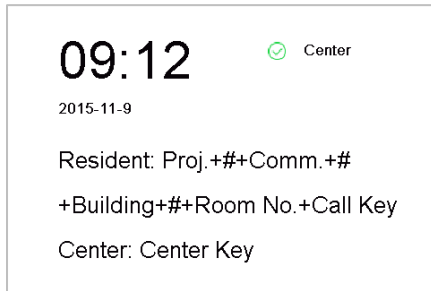 09:12
Center
2015-11-9
Resident: Proj.+#+Comm.+#
+Building+#+Room No.+Call Key
Center: Center Key